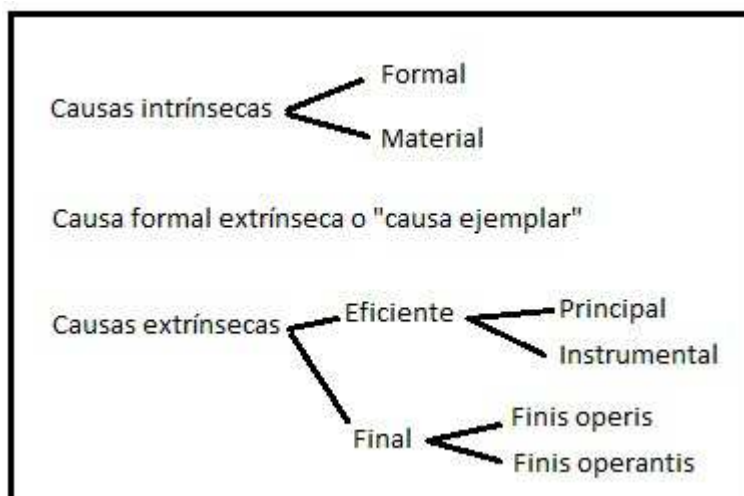 Formal
Causas intrínsecas
Material
Causa formal extrínseca o "causa ejemplar"
Eficiente
Principal
Causas extrínsecas
Instrumental
Finis operis
Final
Finis operantis